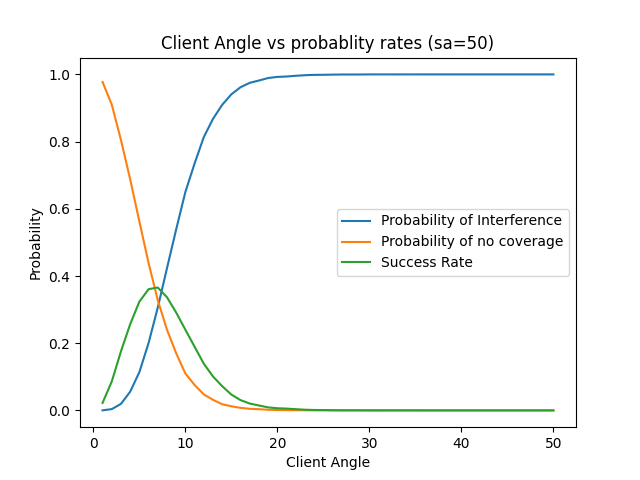 Client Angle vs probablity rates (sa=50)
1.0
0.8
0.6
0.4
0.2
0.0
Probability
Probability of Interference
Probability of no coverage
Success Rate
0 10 20 30 40 50
Client Angle